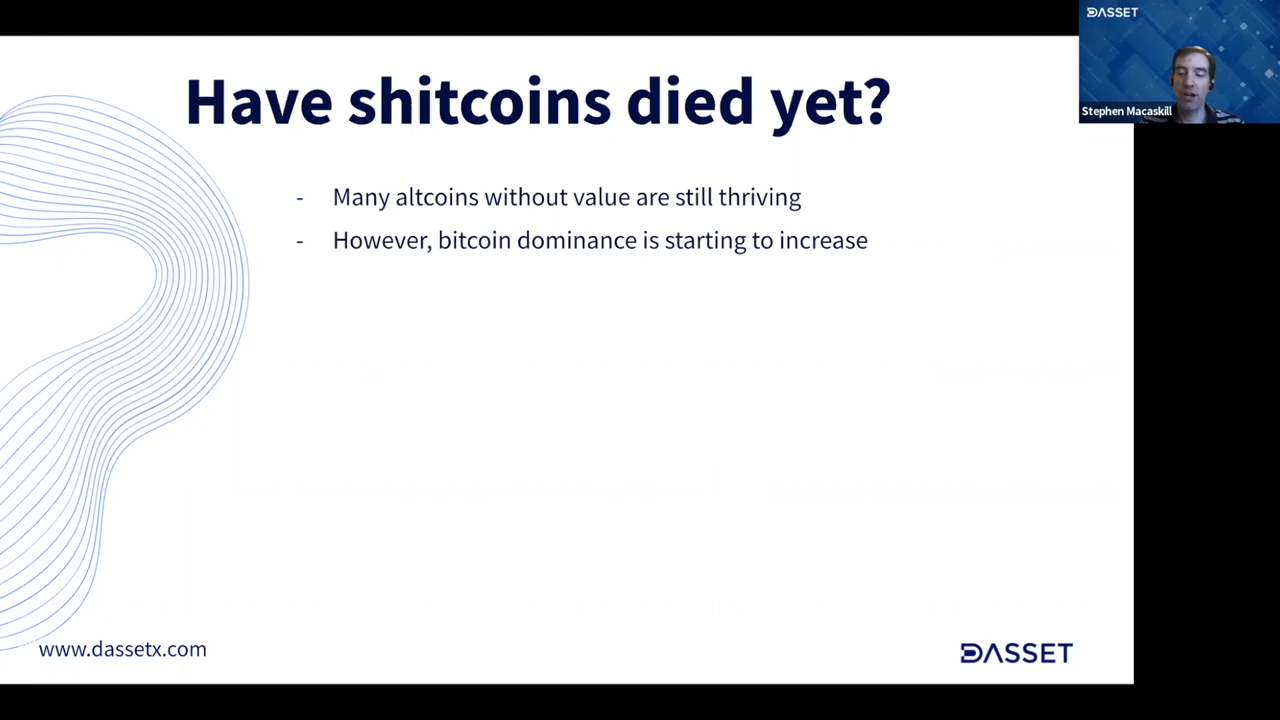 Have shitcoins died yet?
- Many altcoins without value are still thriving
- However, bitcoin dominance is starting to increase
www.dassetx.com
DASSET
DASSET
Stephen Macaskill